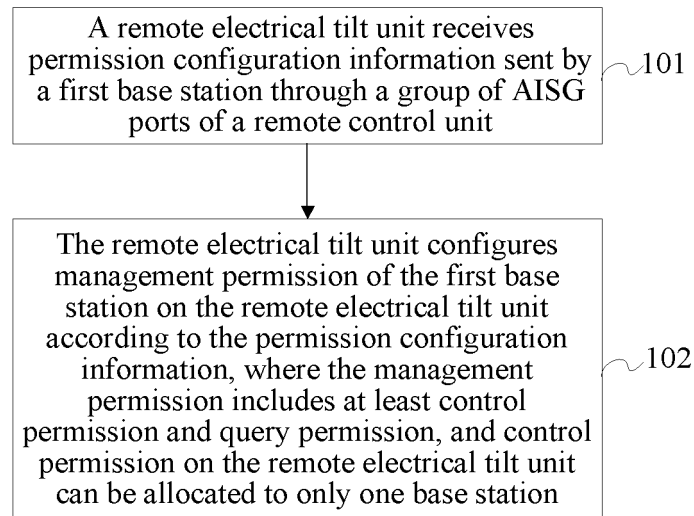 A remote electrical tilt unit receives
permission configuration information sent by
a first base station through a group of AISG
ports of a remote control unit
101
The remote electrical tilt unit configures
management permission of the first base
station on the remote electrical tilt unit
according to the permission configuration
information, where the management
permission includes at least control
permission and query permission, and control
permission on the remote electrical tilt unit
can be allocated to only one base station
102